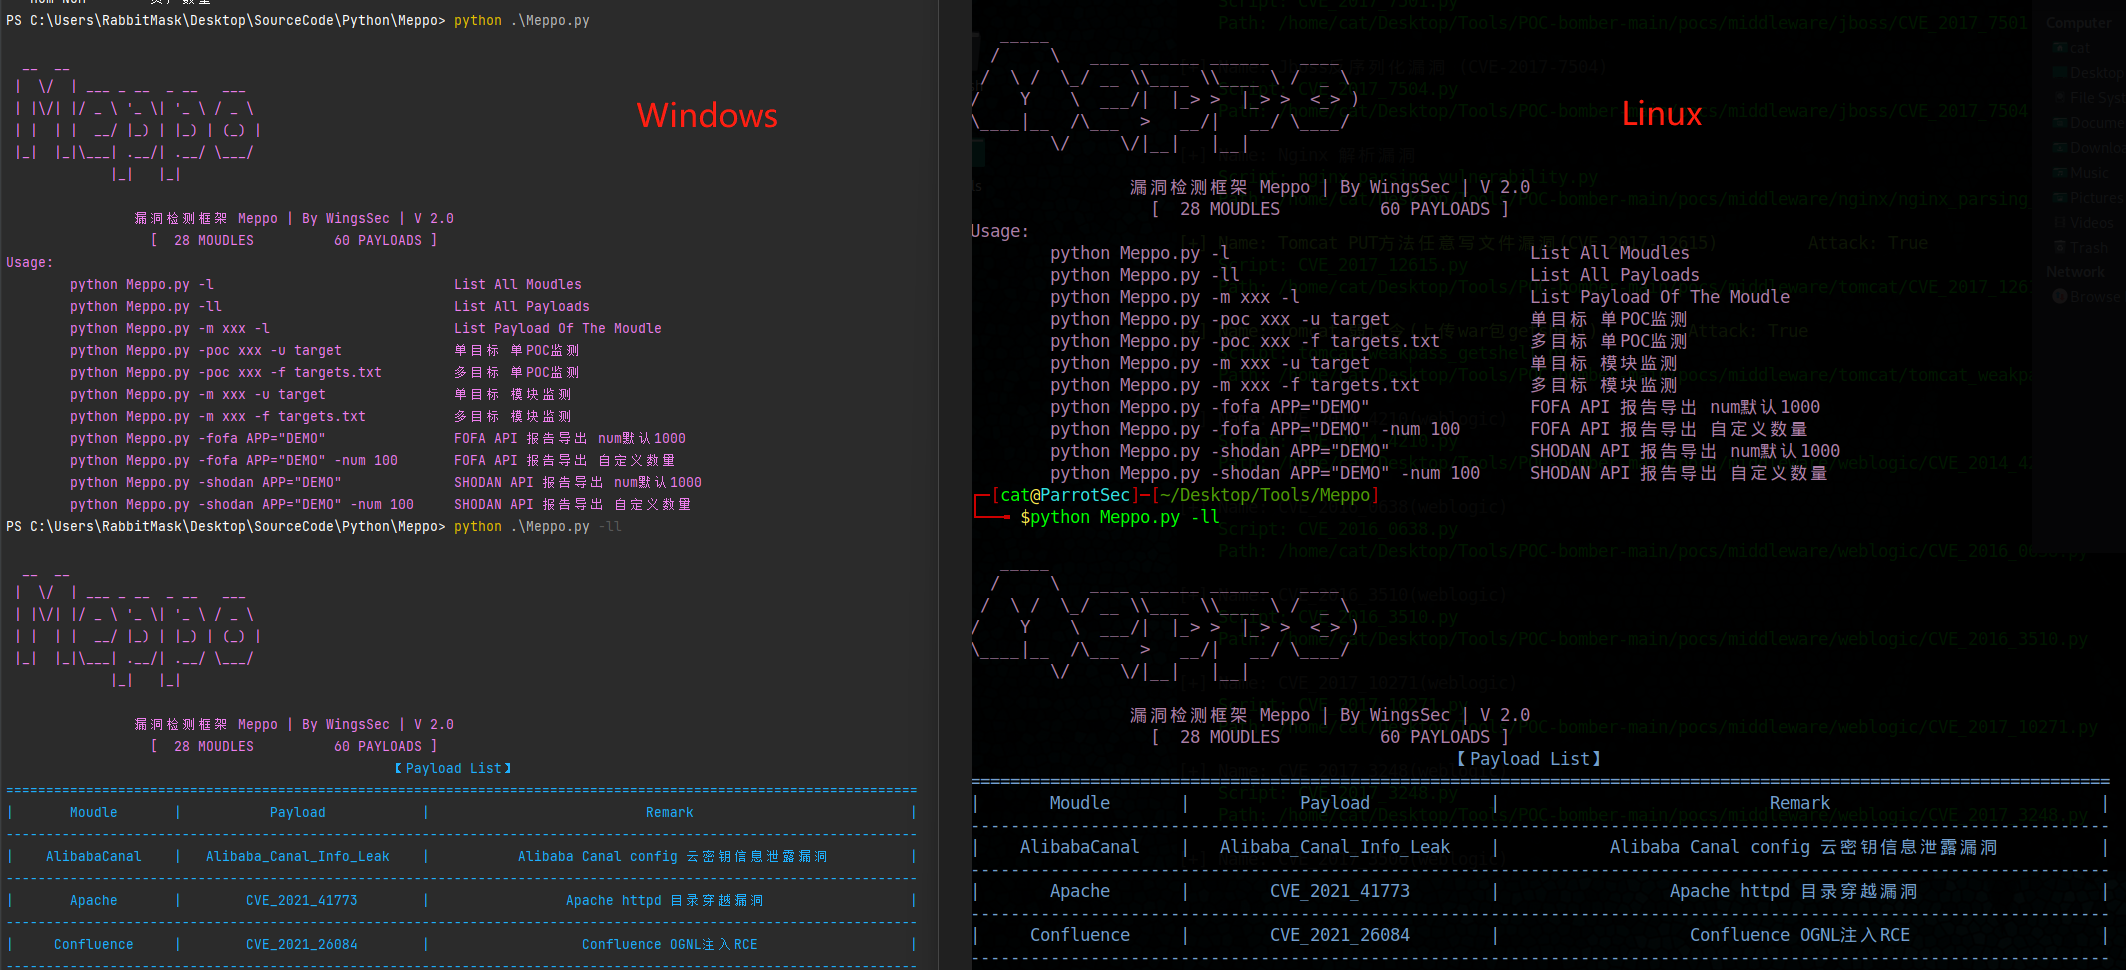 PS C:\Users\RabbitMask\Desktop\SourceCode\Python\Meppo> python .\Meppo.py
Windows
漏洞检测框架 Meppo | By WingsSec | V 2.0
[  28 MOUDLES          60 PAYLOADS ]
Usage:
python Meppo.py -l                              List All Moudles
python Meppo.py -ll                             List All Payloads
python Meppo.py -m xxx -l                       List Payload Of The Moudle
python Meppo.py -poc xxx -u target              单目标 单POC监测
python Meppo.py -poc xxx -f targets.txt         多目标 单POC监测
python Meppo.py -m xxx -u target                单目标 模块监测
python Meppo.py -m xxx -f targets.txt           多目标 模块监测
python Meppo.py -fofa APP="DEMO"                FOFA API 报告导出 num默认1000
python Meppo.py -fofa APP="DEMO" -num 100       FOFA API 报告导出 自定义数量
python Meppo.py -shodan APP="DEMO"              SHODAN API 报告导出 num默认1000
python Meppo.py -shodan APP="DEMO" -num 100     SHODAN API 报告导出 自定义数量
PS C:\Users\RabbitMask\Desktop\SourceCode\Python\Meppo> python .\Meppo.py -ll
漏洞检测框架 Meppo | By WingsSec | V 2.0
[  28 MOUDLES          60 PAYLOADS ]
【Payload List】
| Moudle | Payload | Remark |
| AlibabaCanal | Alibaba_Canal_Info_Leak | Alibaba Canal config 云密钥信息泄露漏洞 |
| Apache | CVE_2021_41773 | Apache httpd 目录穿越漏洞 |
| Confluence | CVE_2021_26084 | Confluence OGNL注入RCE |
Linux
漏洞检测框架 Meppo | By WingsSec | V 2.0
[  28 MOUDLES          60 PAYLOADS ]
Usage:
python Meppo.py -l                              List All Moudles
python Meppo.py -ll                             List All Payloads
python Meppo.py -m xxx -l                       List Payload Of The Moudle
python Meppo.py -poc xxx -u target              单目标 单POC监测
python Meppo.py -poc xxx -f targets.txt         多目标 单POC监测
python Meppo.py -m xxx -u target                单目标 模块监测
python Meppo.py -m xxx -f targets.txt           多目标 模块监测
python Meppo.py -fofa APP="DEMO"                FOFA API 报告导出 num默认1000
python Meppo.py -fofa APP="DEMO" -num 100       FOFA API 报告导出 自定义数量
python Meppo.py -shodan APP="DEMO"              SHODAN API 报告导出 num默认1000
python Meppo.py -shodan APP="DEMO" -num 100     SHODAN API 报告导出 自定义数量
[cat@ParrotSec]-[~/Desktop/Tools/Meppo]
$python Meppo.py -ll
漏洞检测框架 Meppo | By WingsSec | V 2.0
[  28 MOUDLES          60 PAYLOADS ]
【Payload List】
| Moudle | Payload | Remark |
| AlibabaCanal | Alibaba_Canal_Info_Leak | Alibaba Canal config 云密钥信息泄露漏洞 |
| Apache | CVE_2021_41773 | Apache httpd 目录穿越漏洞 |
| Confluence | CVE_2021_26084 | Confluence OGNL注入RCE |